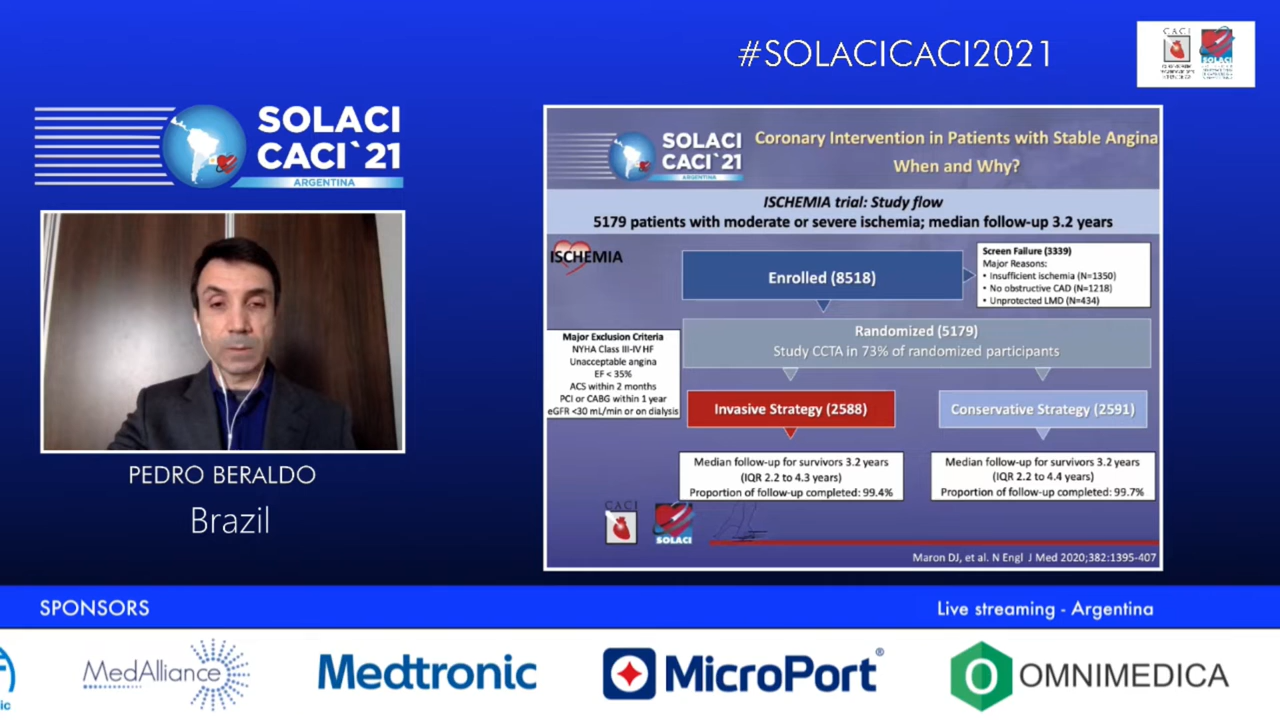 #SOLACICACI2021
CACI
SOLACI
SOLACI
CACI`21
ARGENTINA
PEDRO BERALDO
Brazil
SOLACI
CACI`21
ARGENTINA
Coronary Intervention in Patients with Stable Angina
When and Why?
ISCHEMIA trial: Study flow
5179 patients with moderate or severe ischemia; median follow-up 3.2 years
ISCHEMIA
Enrolled (8518)
Screen Failure (3339)
Major Reasons:
• Insufficient ischemia (N=1350)
• No obstructive CAD (N=1218)
• Unprotected LMD (N=434)
Randomized (5179)
Study CCTA in 73% of randomized participants
Major Exclusion Criteria
NYHA Class III-IV HF
Unacceptable angina
EF < 35%
ACS within 2 months
PCI or CABG within 1 year
eGFR <30 mL/min or on dialysis
Invasive Strategy (2588)
Conservative Strategy (2591)
Median follow-up for survivors 3.2 years
(IQR 2.2 to 4.3 years)
Proportion of follow-up completed: 99.4%
Median follow-up for survivors 3.2 years
(IQR 2.2 to 4.4 years)
Proportion of follow-up completed: 99.7%
CACI
SOLACI
Maron DJ, et al. N Engl J Med 2020;382:1395-407
SPONSORS
Live streaming - Argentina
MedAlliance
Medtronic
MicroPort®
OMNIMEDICA